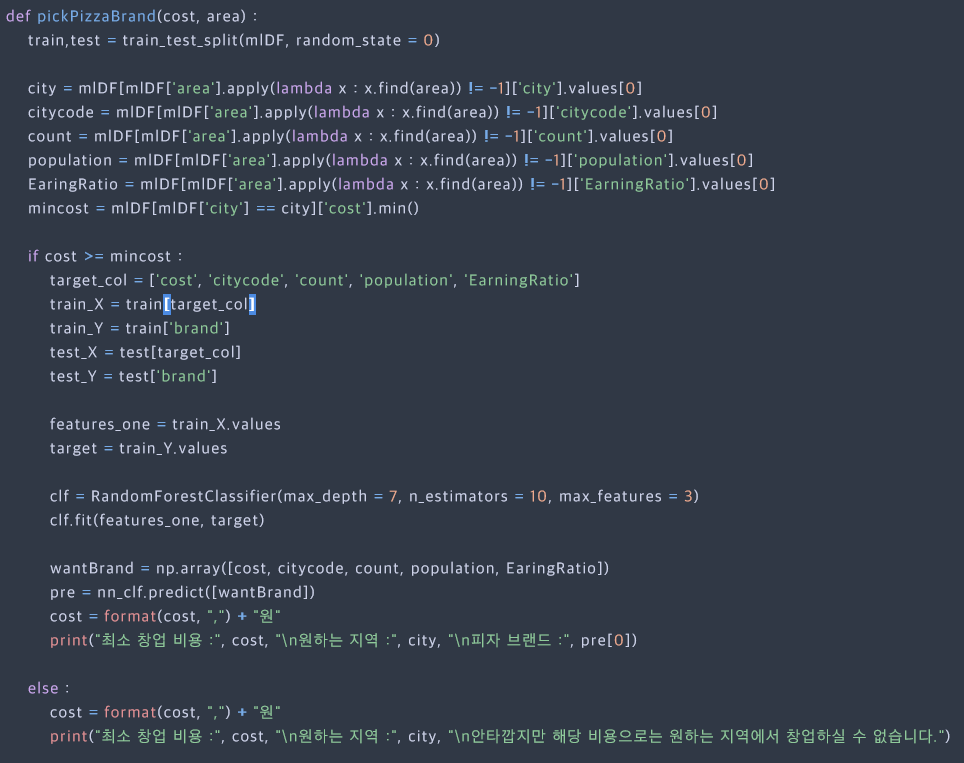 def pickPizzaBrand(cost, area) :
    train,test = train_test_split(mlDF, random_state = 0)

    city = mlDF[mlDF['area'].apply(lambda x : x.find(area)) != -1]['city'].values[0]
    citycode = mlDF[mlDF['area'].apply(lambda x : x.find(area)) != -1]['citycode'].values[0]
    count = mlDF[mlDF['area'].apply(lambda x : x.find(area)) != -1]['count'].values[0]
    population = mlDF[mlDF['area'].apply(lambda x : x.find(area)) != -1]['population'].values[0]
    EaringRatio = mlDF[mlDF['area'].apply(lambda x : x.find(area)) != -1]['EarningRatio'].values[0]
    mincost = mlDF[mlDF['city'] == city]['cost'].min()

    if cost >= mincost :
        target_col = ['cost', 'citycode', 'count', 'population', 'EarningRatio']
        train_X = train[target_col]
        train_Y = train['brand']
        test_X = test[target_col]
        test_Y = test['brand']

        features_one = train_X.values
        target = train_Y.values

        clf = RandomForestClassifier(max_depth = 7, n_estimators = 10, max_features = 3)
        clf.fit(features_one, target)

        wantBrand = np.array([cost, citycode, count, population, EaringRatio])
        pre = nn_clf.predict([wantBrand])
        cost = format(cost, ",") + "원"
        print("최소 창업 비용 :", cost, "\n원하는 지역 :", city, "\n피자 브랜드 :", pre[0])

    else :
        cost = format(cost, ",") + "원"
        print("최소 창업 비용 :", cost, "\n원하는 지역 :", city, "\n안타깝지만 해당 비용으로는 원하는 지역에서 창업하실 수 없습니다.")